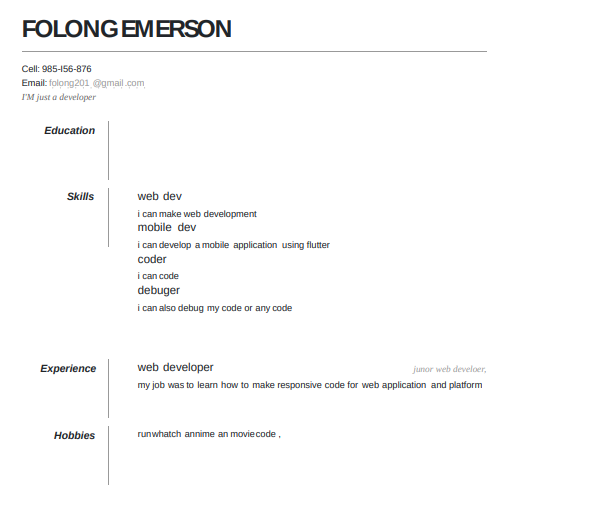 FOLONG EMERSON
Cell: 985-I56-876
Email: folong201 @gmail.com
I'M just a developer
Education
Skills
web dev
i can make web development
mobile dev
i can develop a mobile application using flutter
coder
i can code
debuger
i can also debug my code or any code
Experience
web developer
junor web develoer,
my job was to learn how to make responsive code for web application and platform
Hobbies
runwhatch annime an moviecode ,